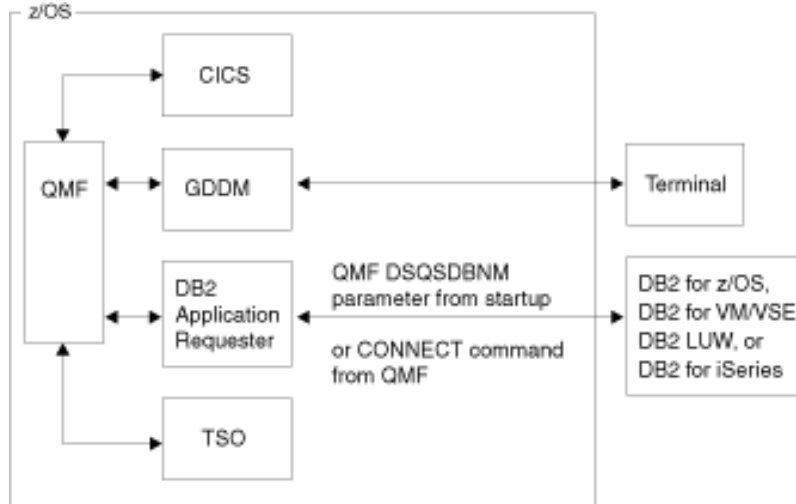 z/OS
CICS
QMF
GDDM
Terminal
DB2
Application
Requester
QMF DSQSDBNM
parameter from startup
or CONNECT command
from QMF
DB2 for z/OS,
DB2 for VM/VSE
DB2 LUW, or
DB2 for iSeries
TSO